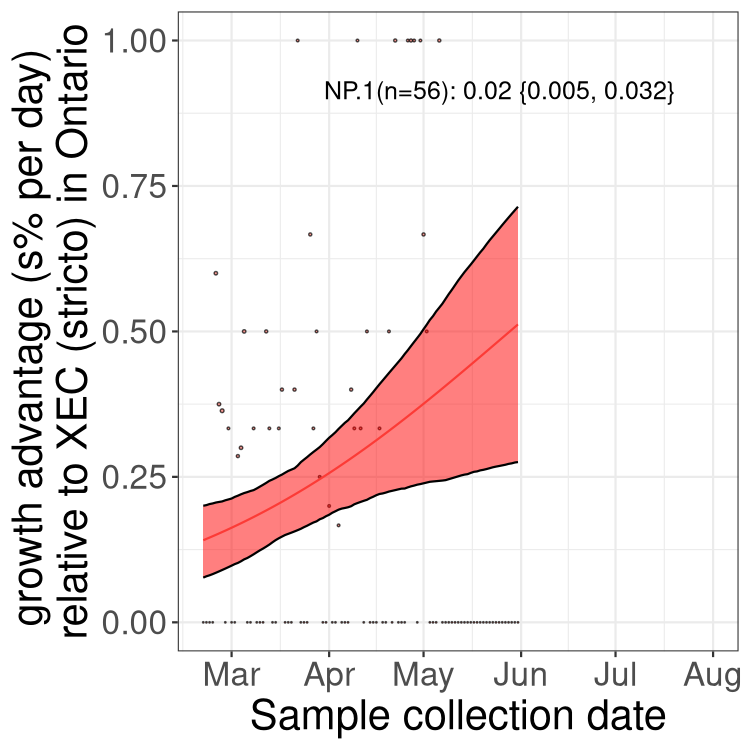 growth advantage (s% per day)
relative to XEC (stricto) in Ontario
1.00
0.75
0.50
0.25
0.00
NP.1(n=56): 0.02 {0.005, 0.032}
Mar Apr May Jun Jul Aug
Sample collection date